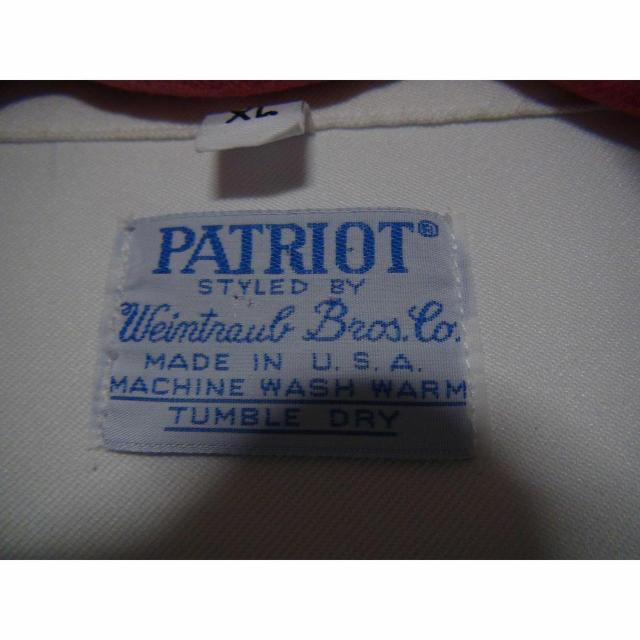 XL
PATRIOT®
STYLED BY
Weintraub Bros. Co.
MADE IN U.S.A.
MACHINE WASH WARM
TUMBLE DRY